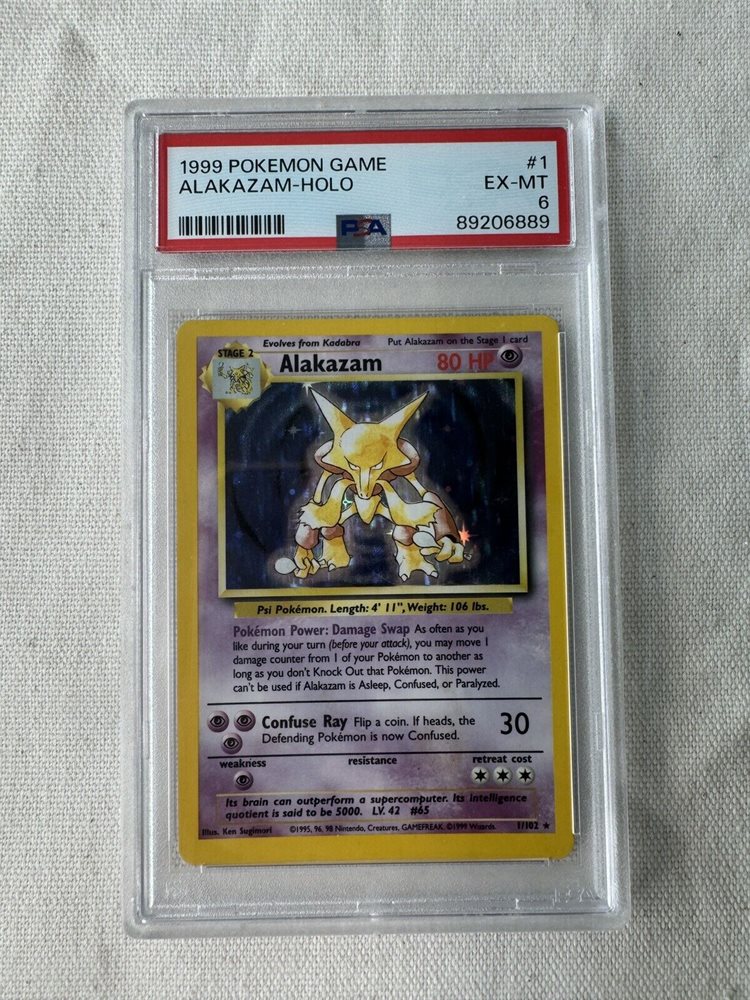 1999 POKEMON GAME #1
ALAKAZAM-HOLO EX-MT
6
PSA 89206889
Evolves from Kadabra Put Alakazam on the Stage 1 card
STAGE 2
Alakazam 80 HP
Psi Pokémon. Length: 4' 11", Weight: 106 lbs.
Pokémon Power: Damage Swap As often as you
like during your turn (before your attack), you may move 1
damage counter from 1 of your Pokémon to another as
long as you don't Knock Out that Pokémon. This power
can't be used if Alakazam is Asleep, Confused, or Paralyzed.
Confuse Ray Flip a coin. If heads, the 30
Defending Pokémon is now Confused.
weakness resistance retreat cost
Its brain can outperform a supercomputer. Its intelligence
quotient is said to be 5000. LV. 42 #65
Illus. Ken Sugimori ©1995, 96, 98 Nintendo, Creatures, GAMEFREAK. ©1999 Wizards. 1/102 ★